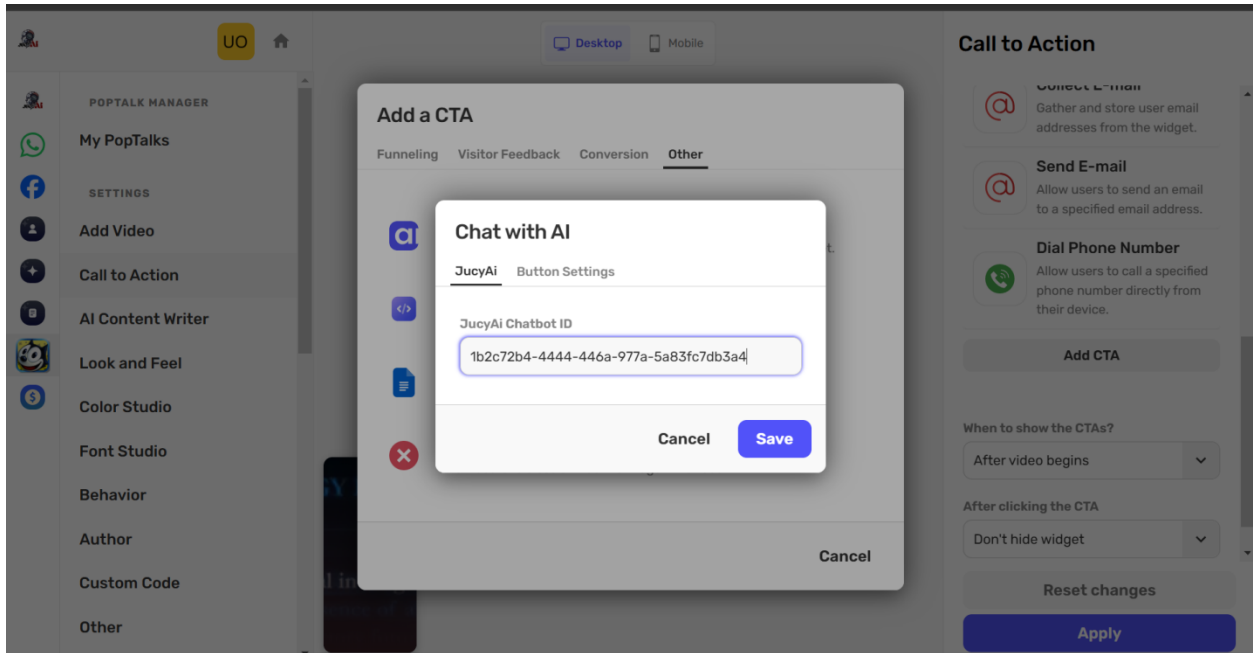 UO
Desktop
Mobile
Call to Action
POPTALK MANAGER
My PopTalks
SETTINGS
Add Video
Call to Action
AI Content Writer
Look and Feel
Color Studio
Font Studio
Behavior
Author
Custom Code
Other
Add a CTA
Funneling
Visitor Feedback
Conversion
Other
Chat with AI
JucyAi
Button Settings
JucyAi Chatbot ID
1b2c72b4-4444-446a-977a-5a83fc7db3a4
Cancel
Save
Cancel
Collect E-mail
Gather and store user email
addresses from the widget.
Send E-mail
Allow users to send an email
to a specified email address.
Dial Phone Number
Allow users to call a specified
phone number directly from
their device.
Add CTA
When to show the CTAs?
After video begins
After clicking the CTA
Don't hide widget
Reset changes
Apply